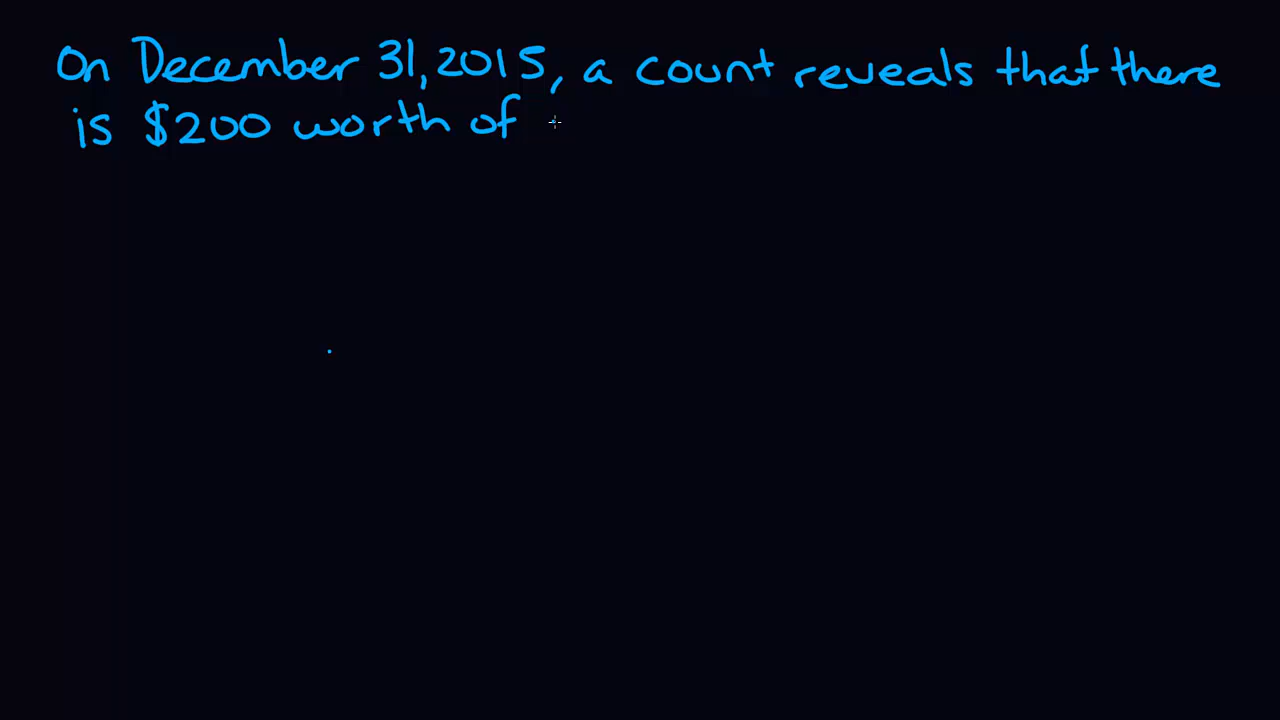 On December 31, 2015, a count reveals that there
is $200 worth of